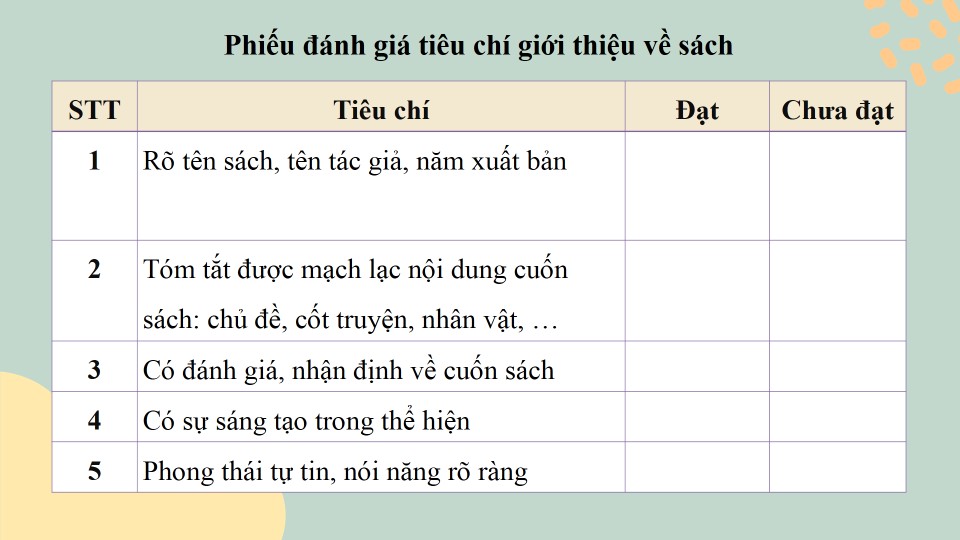 Phiếu đánh giá tiêu chí giới thiệu về sách
STT Tiêu chí Đạt Chưa đạt
1 Rõ tên sách, tên tác giả, năm xuất bản
2 Tóm tắt được mạch lạc nội dung cuốn
sách: chủ đề, cốt truyện, nhân vật, …
3 Có đánh giá, nhận định về cuốn sách
4 Có sự sáng tạo trong thể hiện
5 Phong thái tự tin, nói năng rõ ràng